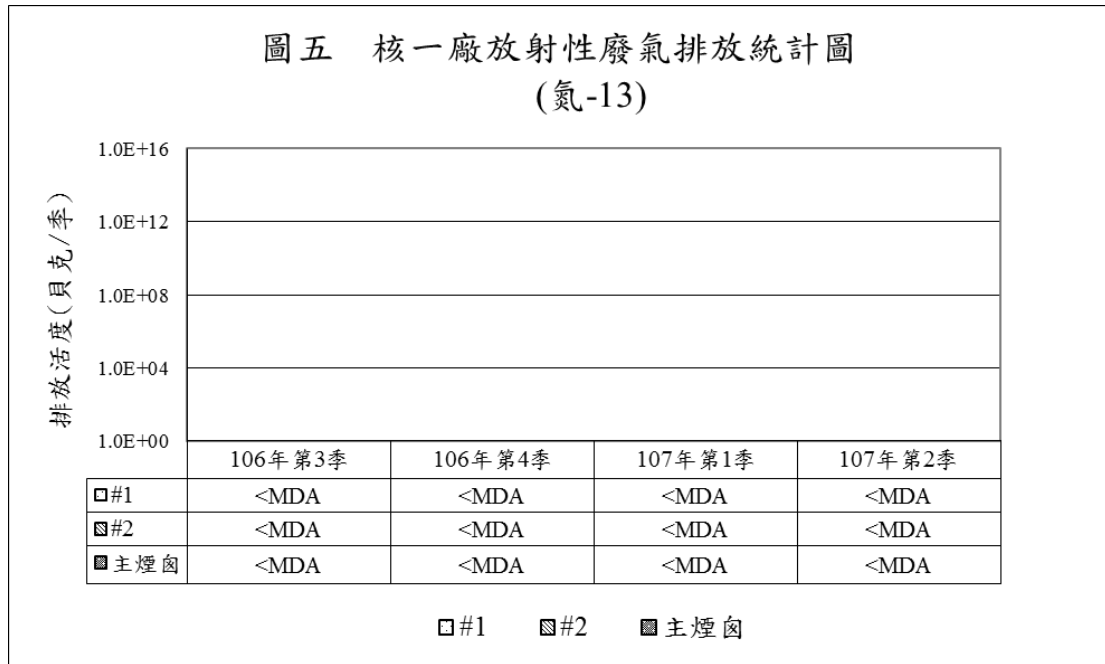 圖五 核一廠放射性廢氣排放統計圖
(氮-13)
排放活度(貝克/季)
1.0E+16
1.0E+12
1.0E+08
1.0E+04
1.0E+00
106年第3季 106年第4季 107年第1季 107年第2季
#1 <MDA <MDA <MDA <MDA
#2 <MDA <MDA <MDA <MDA
主煙囪 <MDA <MDA <MDA <MDA
#1 #2 主煙囪